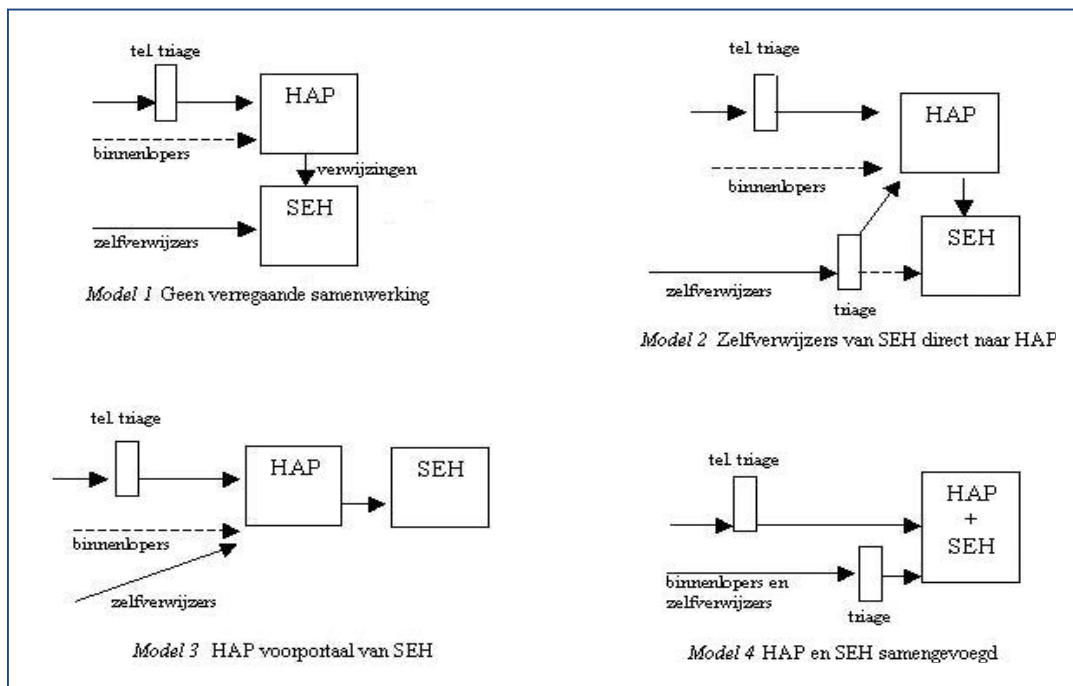 tel. triage
HAP
binnenlopers
verwijzingen
SEH
zelfverwijzers
Model 1 Geen verregaande samenwerking
tel. triage
HAP
binnenlopers
SEH
zelfverwijzers
triage
Model 2 Zelfverwijzers van SEH direct naar HAP
tel. triage
HAP
SEH
binnenlopers
zelfverwijzers
Model 3 HAP voorportaal van SEH
tel. triage
HAP
+
SEH
binnenlopers en
zelfverwijzers
triage
Model 4 HAP en SEH samengevoegd